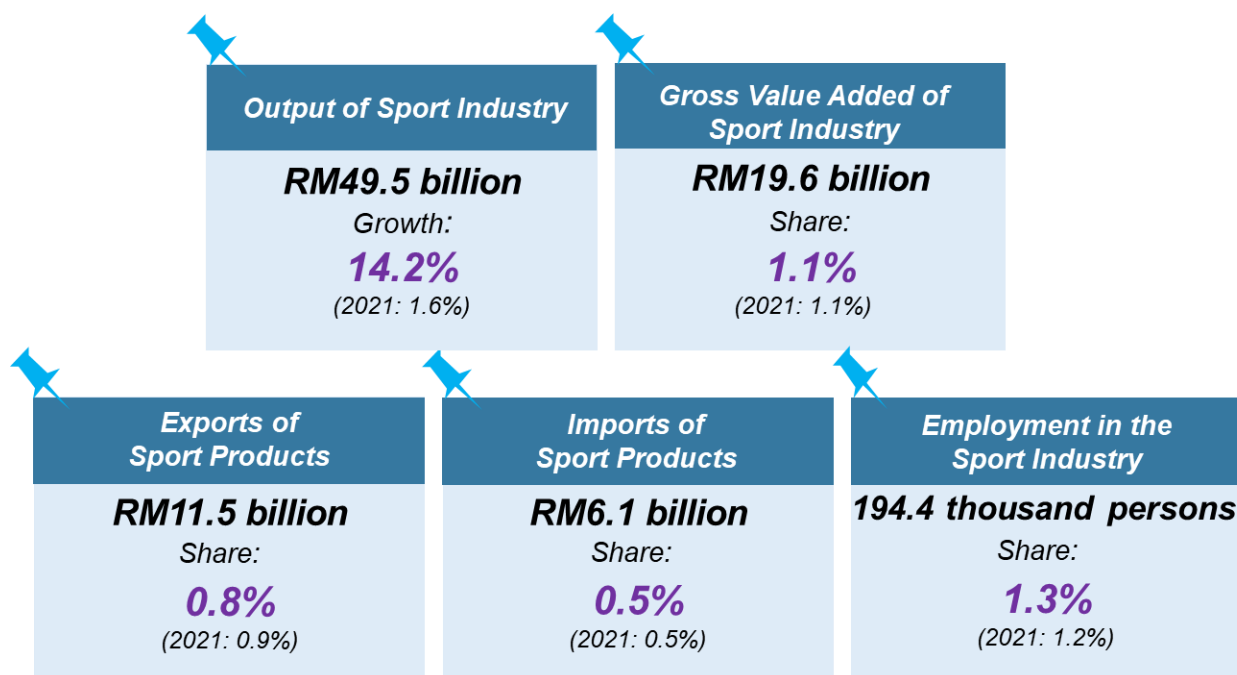 Output of Sport Industry
RM49.5 billion
Growth:
14.2%
(2021: 1.6%)
Gross Value Added of
Sport Industry
RM19.6 billion
Share:
1.1%
(2021: 1.1%)
Exports of
Sport Products
RM11.5 billion
Share:
0.8%
(2021: 0.9%)
Imports of
Sport Products
RM6.1 billion
Share:
0.5%
(2021: 0.5%)
Employment in the
Sport Industry
194.4 thousand persons
Share:
1.3%
(2021: 1.2%)